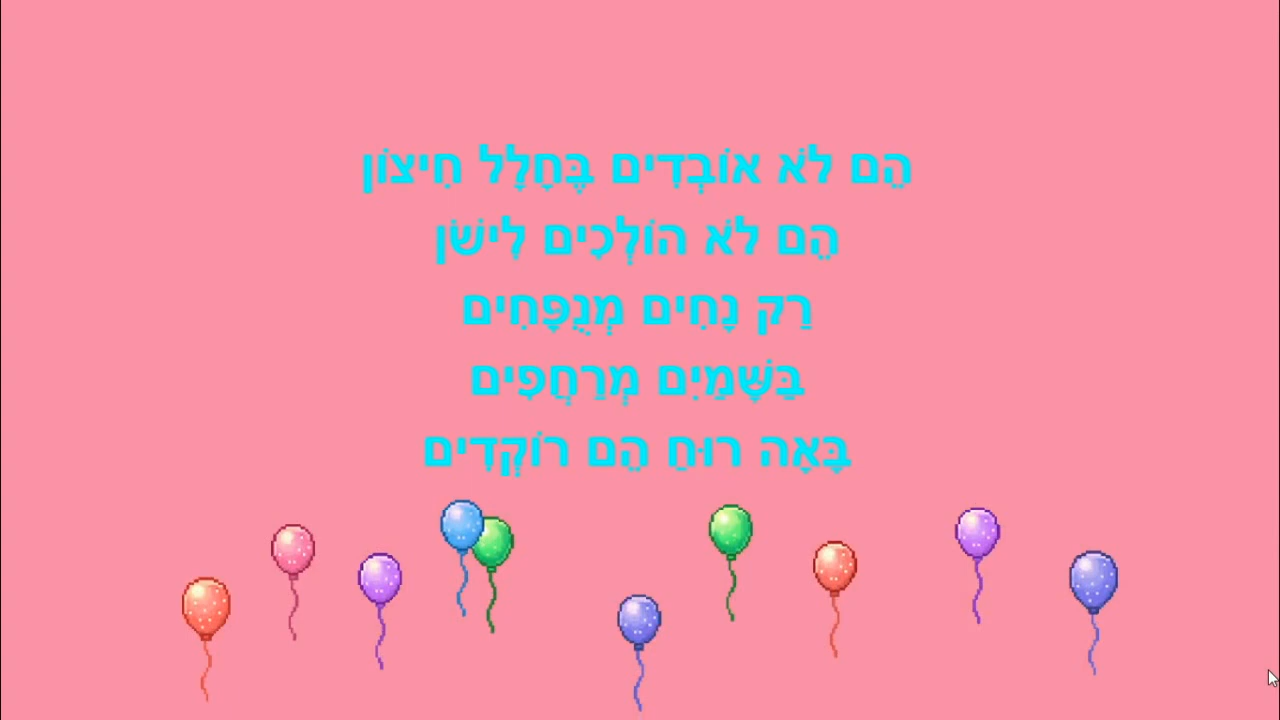 הֵם לֹא אוֹבְדִים בֶּחָלָל חִיצוֹן
הֵם לֹא הוֹלְכִים לִישֹׁן
רַק נָחִים מְנֻפָּחִים
בַּשָּׁמַיִם מְרַחֲפִים
בָּאָה רוּחַ הֵם רוֹקְדִים